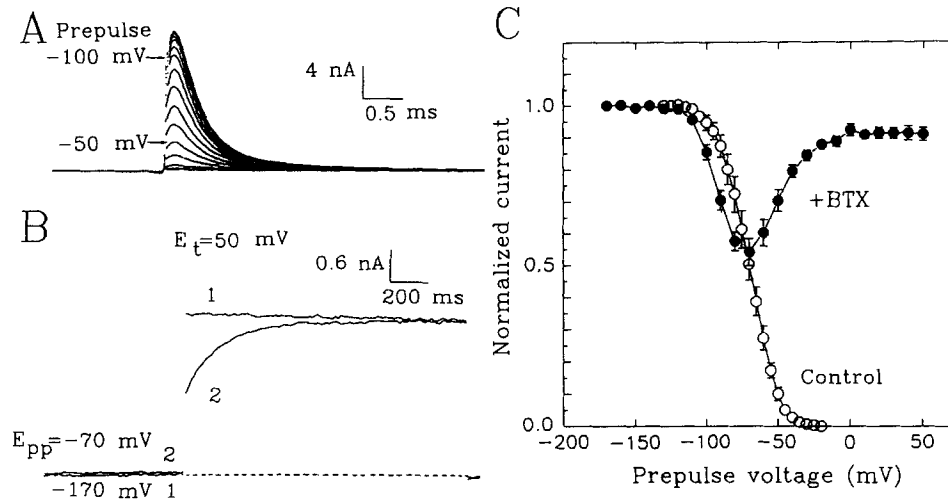 A
Prepulse
-100 mV
-50 mV
4 nA
0.5 ms
B
E_t=50 mV
0.6 nA
200 ms
1
2
E_pp=-70 mV
2
-170 mV
1
C
Normalized current
1.0
0.5
0.0
+BTX
Control
-200
-150
-100
-50
0
50
Prepulse voltage (mV)